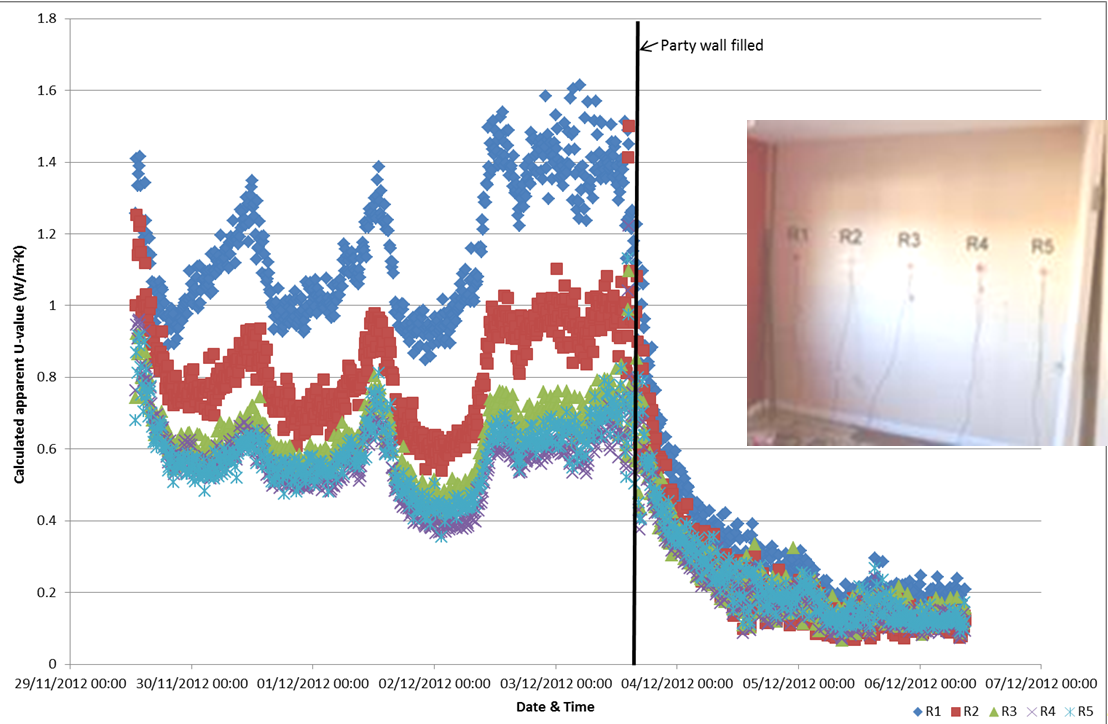 1.8
Party wall filled
1.6
1.4
R1 R2 R3 R4 R5
1.2
1
0.8
0.6
0.4
0.2
0
Calculated apparent U-value (W/m²K)
29/11/2012 00:00 30/11/2012 00:00 01/12/2012 00:00 02/12/2012 00:00 03/12/2012 00:00 04/12/2012 00:00 05/12/2012 00:00 06/12/2012 00:00 07/12/2012 00:00
Date & Time
R1 R2 R3 R4 R5